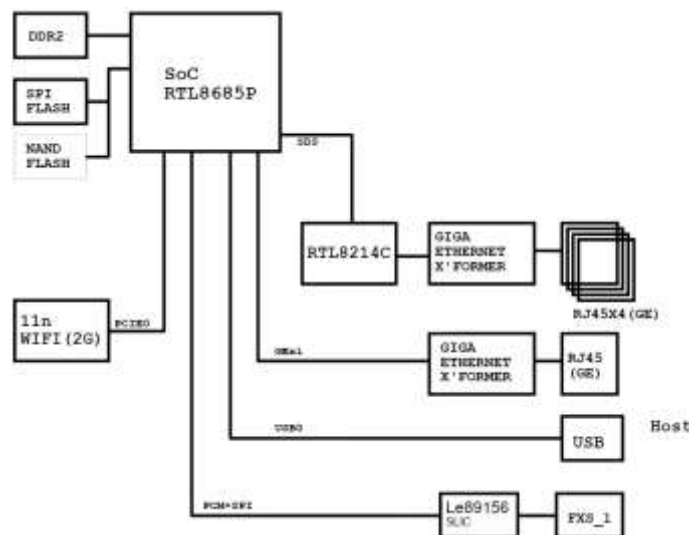 DDR2
SoC
RTL8685P
SPI
FLASH
NAND
FLASH
SDS
RTL8214C
GIGA
ETHERNET
X'FORMER
RJ45X4(GE)
11n
WIFI(2G)
PCIE0
GEx1
GIGA
ETHERNET
X'FORMER
RJ45
(GE)
USB0
USB
Host
PCM+SPI
Le89156
SLIC
FXS_1